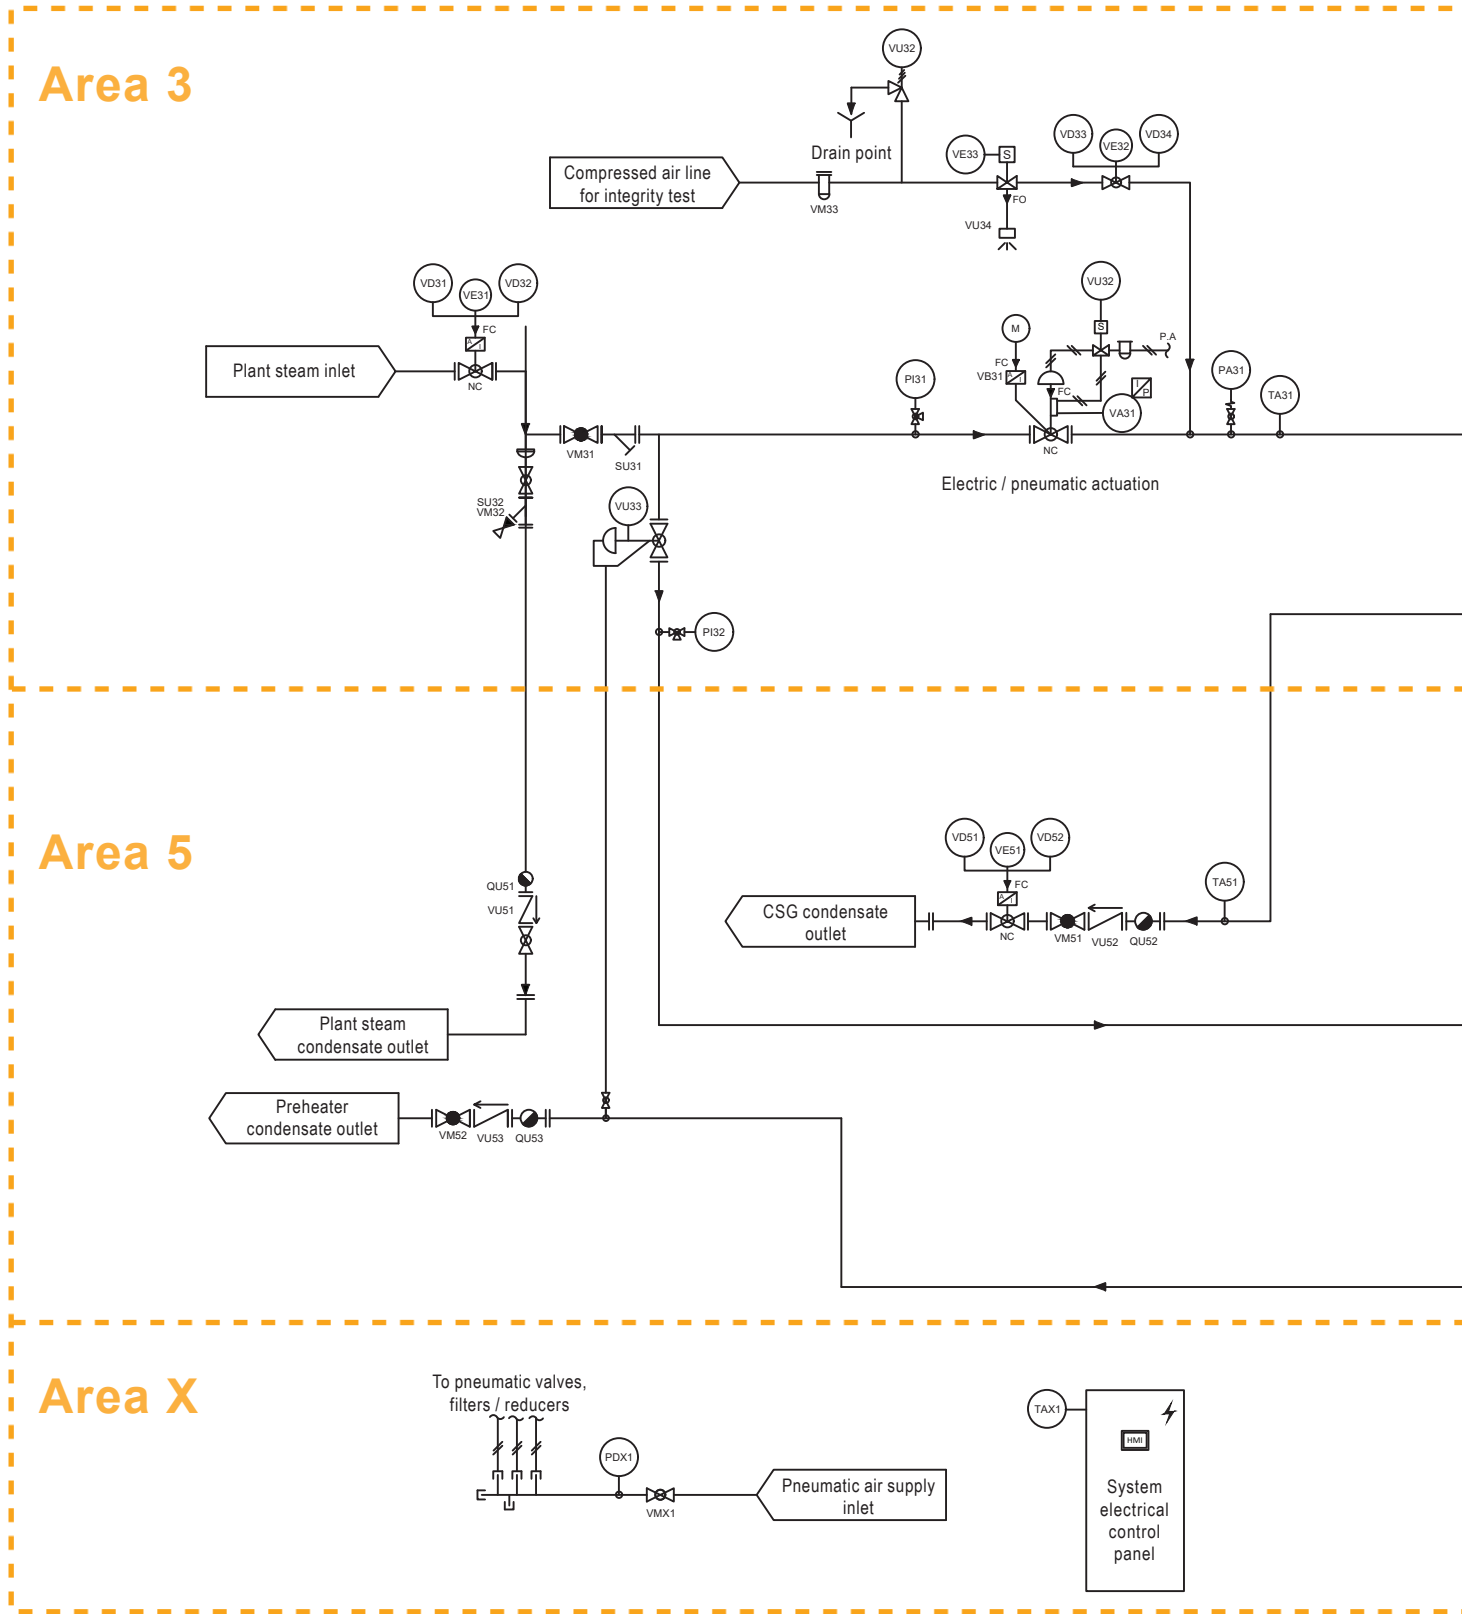 Area 3
VU32
Drain point
Compressed air line
for integrity test
VM33
VE33
S
FO
VU34
VD33
VE32
VD34
VD31
VE31
VD32
FC
A
I
NC
Plant steam inlet
VM31
SU31
SU32
VM32
VU33
PI32
PI31
M
FC
VB31
A
I
VU32
S
P.A
FC
I
P
VA31
NC
Electric / pneumatic actuation
PA31
TA31
Area 5
QU51
VU51
Plant steam
condensate outlet
Preheater
condensate outlet
VM52
VU53
QU53
VD51
VE51
VD52
FC
A
I
NC
CSG condensate
outlet
VM51
VU52
QU52
TA51
Area X
To pneumatic valves,
filters / reducers
PDX1
VMX1
Pneumatic air supply
inlet
TAX1
HMI
System
electrical
control
panel